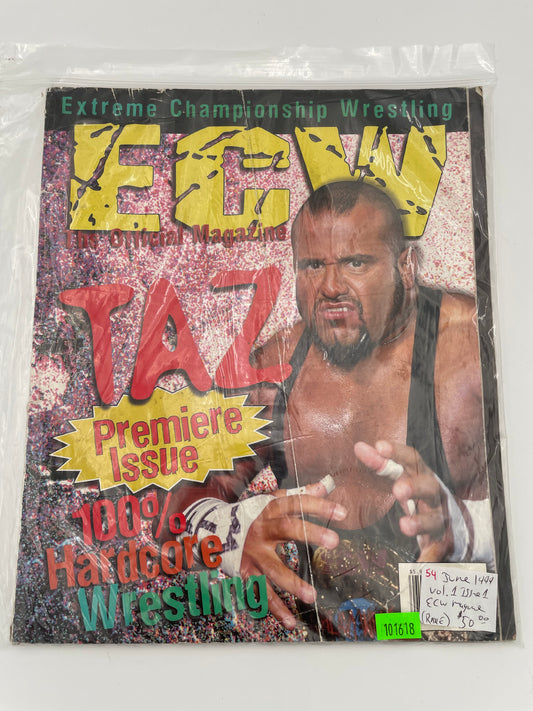 Extreme Championship Wrestling
ECW
The Official Magazine
TAZ
Premiere
Issue
100%
Hardcore
Wrestling
54 June 1999
vol. 1 Issue 1
ECW magazine
(RARE) $50.00
101618